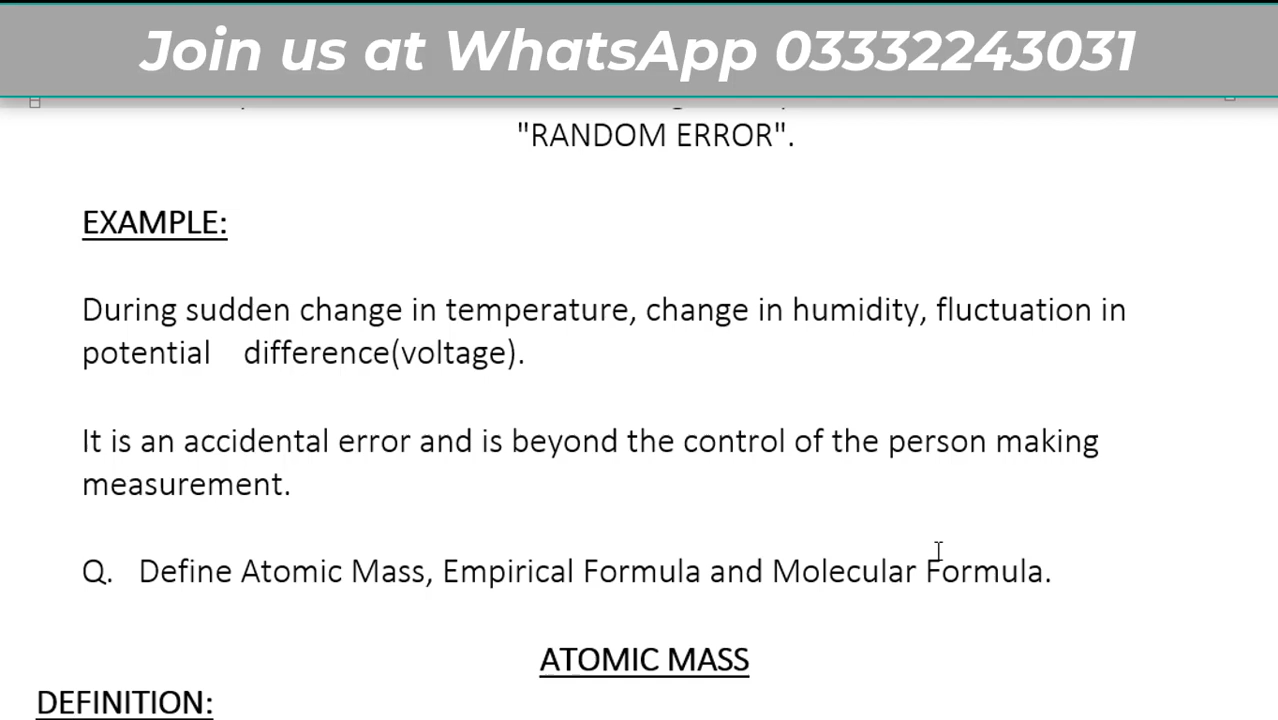 Join us at WhatsApp 03332243031
"RANDOM ERROR".
EXAMPLE:
During sudden change in temperature, change in humidity, fluctuation in
potential difference(voltage).
It is an accidental error and is beyond the control of the person making
measurement.
Q. Define Atomic Mass, Empirical Formula and Molecular Formula.
ATOMIC MASS
DEFINITION: